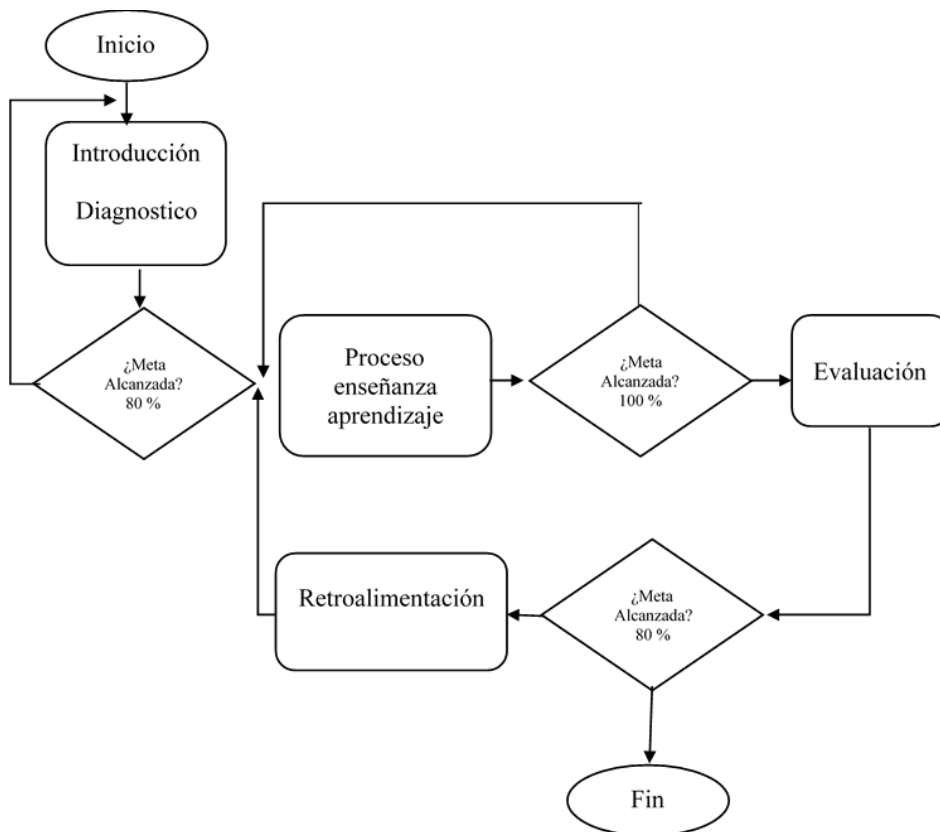 Inicio
Introducción
Diagnostico
¿Meta
Alcanzada?
80 %
Proceso
enseñanza
aprendizaje
¿Meta
Alcanzada?
100 %
Evaluación
¿Meta
Alcanzada?
80 %
Retroalimentación
Fin